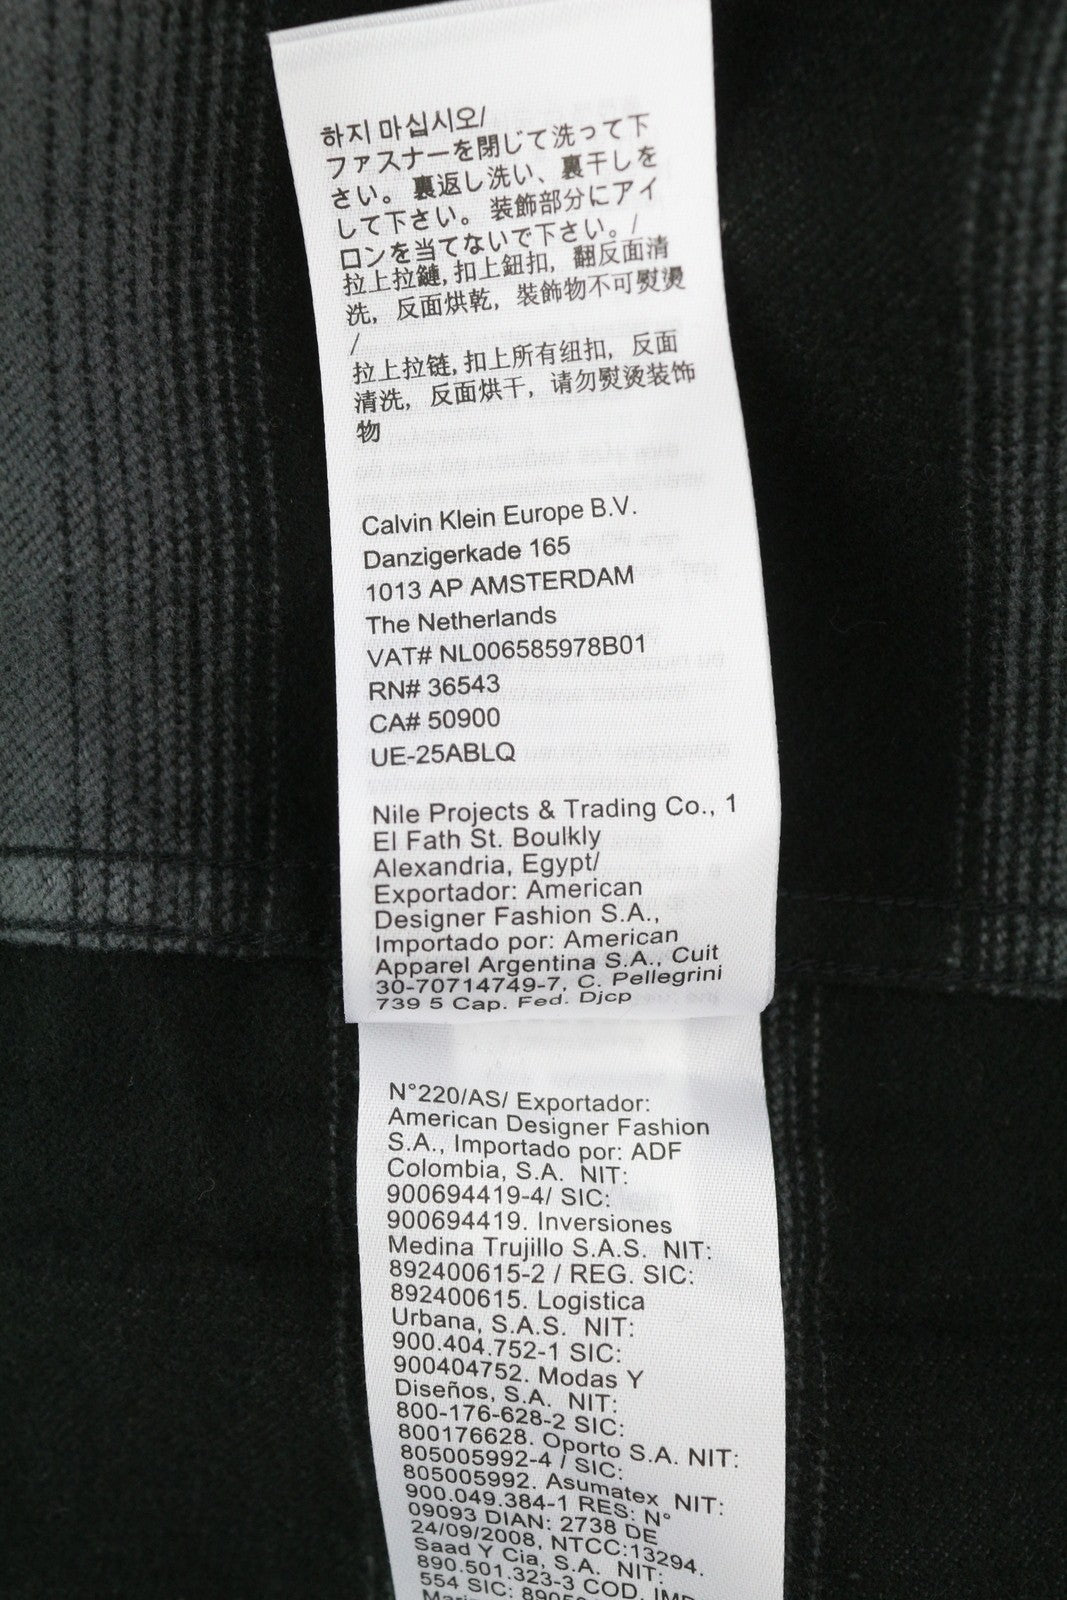 하지 마십시오/
ファスナーを閉じて洗って下
さい。裏返し洗い、裏干しを
して下さい。装飾部分にアイ
ロンを当てないで下さい。/
拉上拉鏈,扣上鈕扣，翻反面清
洗，反面烘乾，裝飾物不可熨燙
/
拉上拉链,扣上所有纽扣，反面
清洗，反面烘干，请勿熨烫装饰
物
Calvin Klein Europe B.V.
Danzigerkade 165
1013 AP AMSTERDAM
The Netherlands
VAT# NL006585978B01
RN# 36543
CA# 50900
UE-25ABLQ
Nile Projects & Trading Co., 1
El Fath St. Boulkly
Alexandria, Egypt/
Exportador: American
Designer Fashion S.A.,
Importado por: American
Apparel Argentina S.A., Cuit
30-70714749-7, C. Pellegrini
739 5 Cap. Fed. Djcp
N°220/AS/ Exportador:
American Designer Fashion
S.A., Importado por: ADF
Colombia, S.A. NIT:
900694419-4/ SIC:
900694419. Inversiones
Medina Trujillo S.A.S. NIT:
892400615-2 / REG. SIC:
892400615. Logistica
Urbana, S.A.S. NIT:
900.404.752-1 SIC:
900404752. Modas Y
Diseños, S.A. NIT:
800-176-628-2 SIC:
800176628. Oporto S.A. NIT:
805005992-4 / SIC:
805005992. Asumatex NIT:
900.049.384-1 RES: N°
09093 DIAN: 2738 DE
24/09/2008, NTCC:13294.
Saad Y Cia, S.A. NIT:
890.501.323-3 COD. IMP
554 SIC: